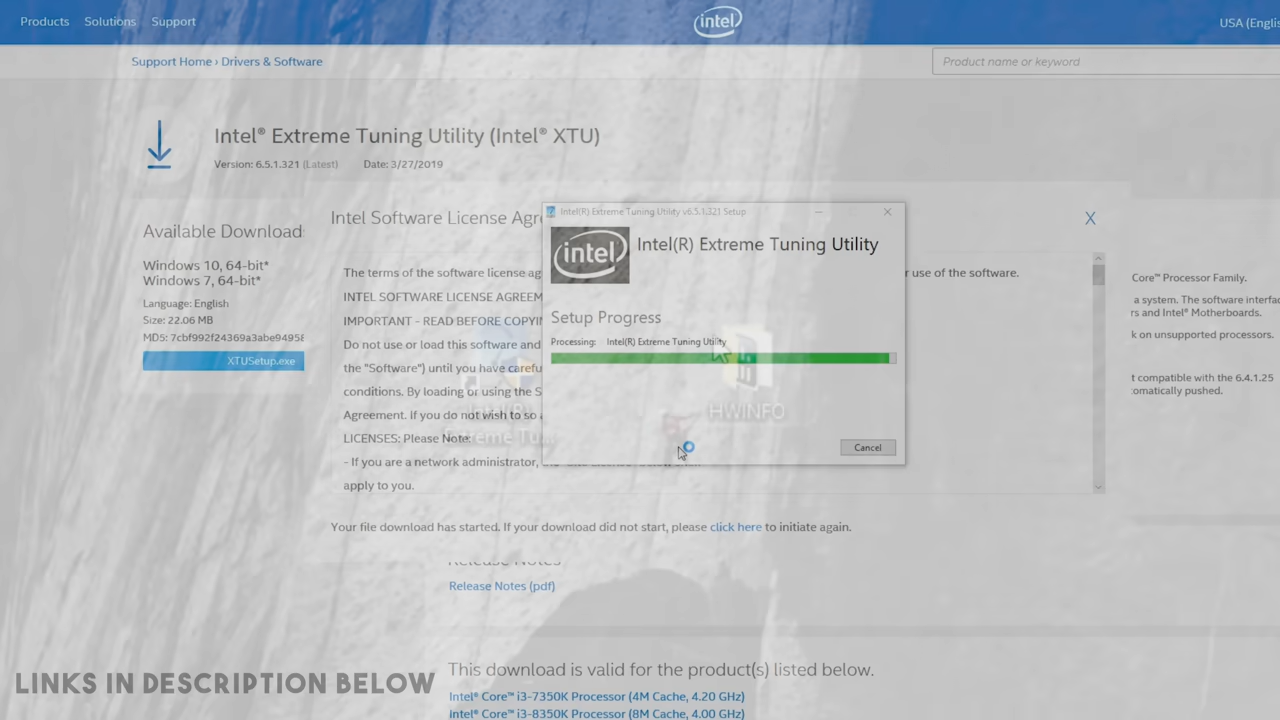 Products Solutions Support
intel
USA (Englis
Support Home › Drivers & Software
Product name or keyword
Intel® Extreme Tuning Utility (Intel® XTU)
Version: 6.5.1.321 (Latest) Date: 3/27/2019
Available Download
Windows 10, 64-bit*
Windows 7, 64-bit*
Language: English
Size: 22.06 MB
MD5: 7cbf992f24369a3abe94958
XTUSetup.exe
Intel Software License Agr
X
The terms of the software license ag
r use of the software.
INTEL SOFTWARE LICENSE AGREEM
IMPORTANT - READ BEFORE COPYIN
Do not use or load this software and
the "Software") until you have carefu
conditions. By loading or using the S
Agreement. If you do not wish to so
LICENSES: Please Note:
- If you are a network administrator,
apply to you.
Your file download has started. If your download did not start, please click here to initiate again.
Intel(R) Extreme Tuning Utility v6.5.1.321 Setup
intel
Intel(R) Extreme Tuning Utility
Setup Progress
Processing: Intel(R) Extreme Tuning Utility
Cancel
Intel(R)
Extreme Tu...
HWINFO
Core™ Processor Family.
a system. The software interfac
rs and Intel® Motherboards.
k on unsupported processors.
t compatible with the 6.4.1.25
tomatically pushed.
Release Notes
Release Notes (pdf)
This download is valid for the product(s) listed below.
Intel® Core™ i3-7350K Processor (4M Cache, 4.20 GHz)
Intel® Core™ i3-8350K Processor (8M Cache, 4.00 GHz)
LINKS IN DESCRIPTION BELOW